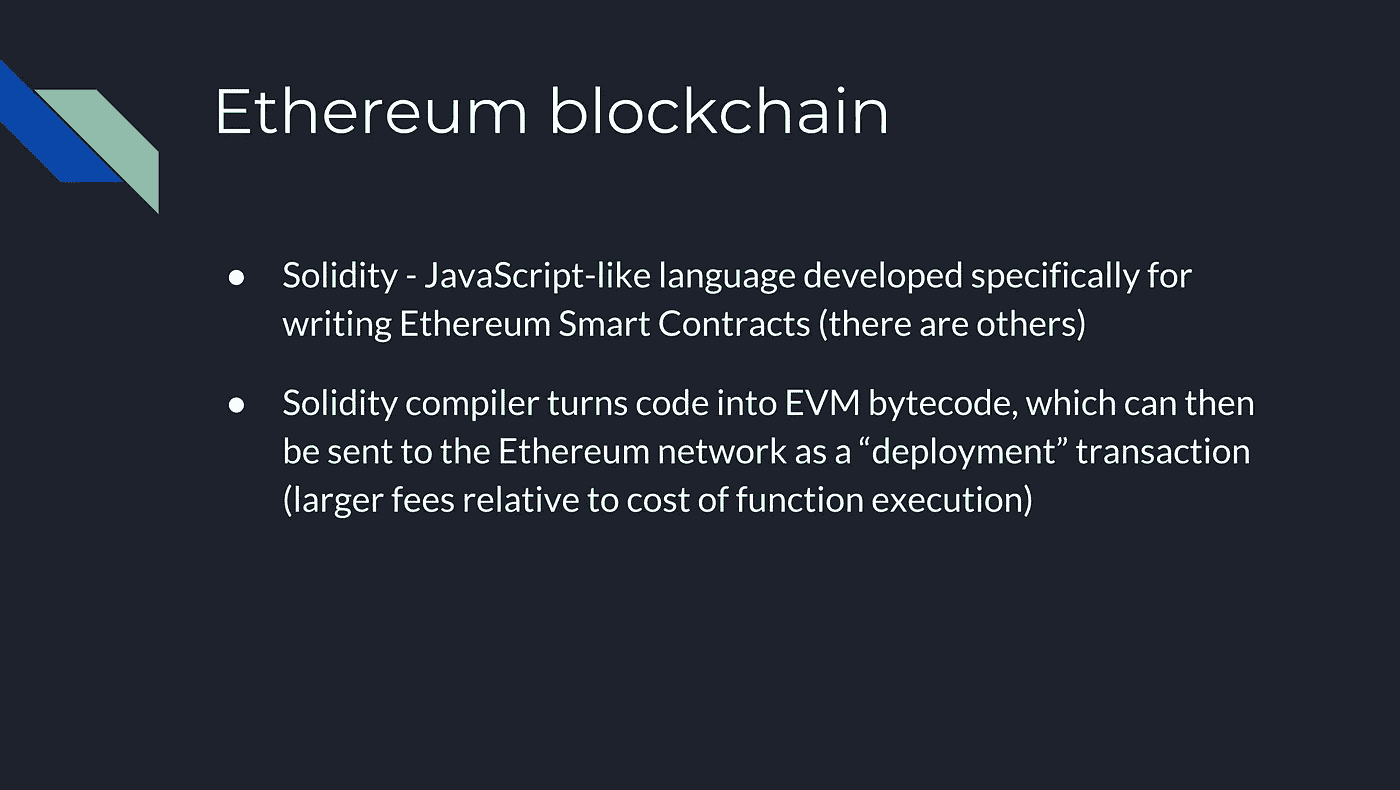 Ethereum blockchain
● Solidity - JavaScript-like language developed specifically for
writing Ethereum Smart Contracts (there are others)
● Solidity compiler turns code into EVM bytecode, which can then
be sent to the Ethereum network as a “deployment” transaction
(larger fees relative to cost of function execution)